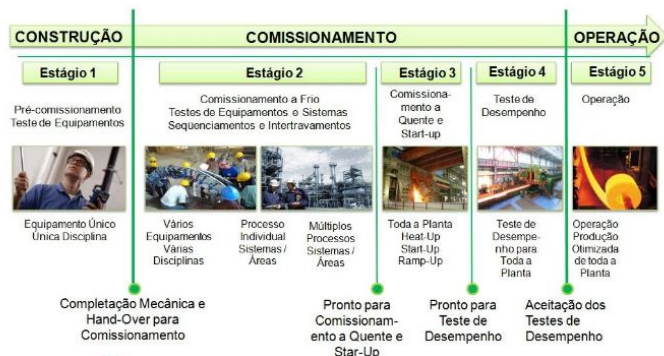 CONSTRUÇÃO
COMISSIONAMENTO
OPERAÇÃO
Estágio 1
Estágio 2
Estágio 3
Estágio 4
Estágio 5
Pré-comissionamento
Teste de Equipamentos
Comissionamento a Frio
Testes de Equipamentos e Sistemas
Seqüenciamentos e Intertravamentos
Comissiona-
mento a
Quente e
Start-up
Teste de
Desempenho
Operação
Equipamento Único
Única Disciplina
Vários
Equipamentos
Várias
Disciplinas
Processo
Individual
Sistemas /
Áreas
Múltiplos
Processos
Sistemas /
Áreas
Toda a Planta
Heat-Up
Start-Up
Ramp-Up
Teste de
Desempe-
nho para
Toda a
Planta
Operação
Produção
Otimizada
de toda a
Planta
Completação Mecânica e
Hand-Over para
Comissionamento
Pronto para
Comissionam-
ento a Quente e
Star-Up
Pronto para
Teste de
Desempenho
Aceitação dos
Testes de
Desempenho